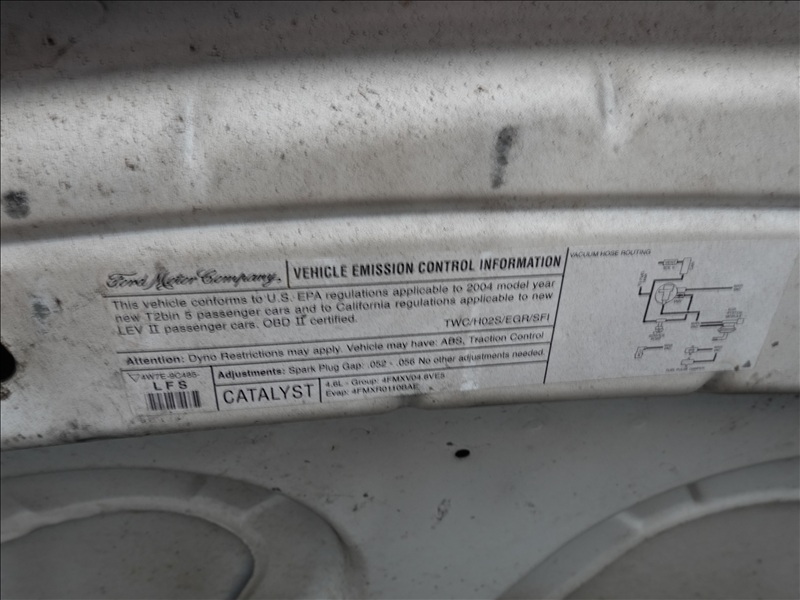 Ford Motor Company,
VEHICLE EMISSION CONTROL INFORMATION
This vehicle conforms to U.S. EPA regulations applicable to 2004 model year
new T2bin 5 passenger cars and to California regulations applicable to new
LEV II passenger cars. OBD II certified.
TWC/HO2S/EGR/SFI
Attention: Dyno Restrictions may apply. Vehicle may have: ABS, Traction Control
Adjustments: Spark Plug Gap: .052 - .056 No other adjustments needed.
4W7E-9C485-
LFS
CATALYST
4.6L - Group: 4FMXV04.6VE8
Evap: 4FMXR0110BAE
VACUUM HOSE ROUTING